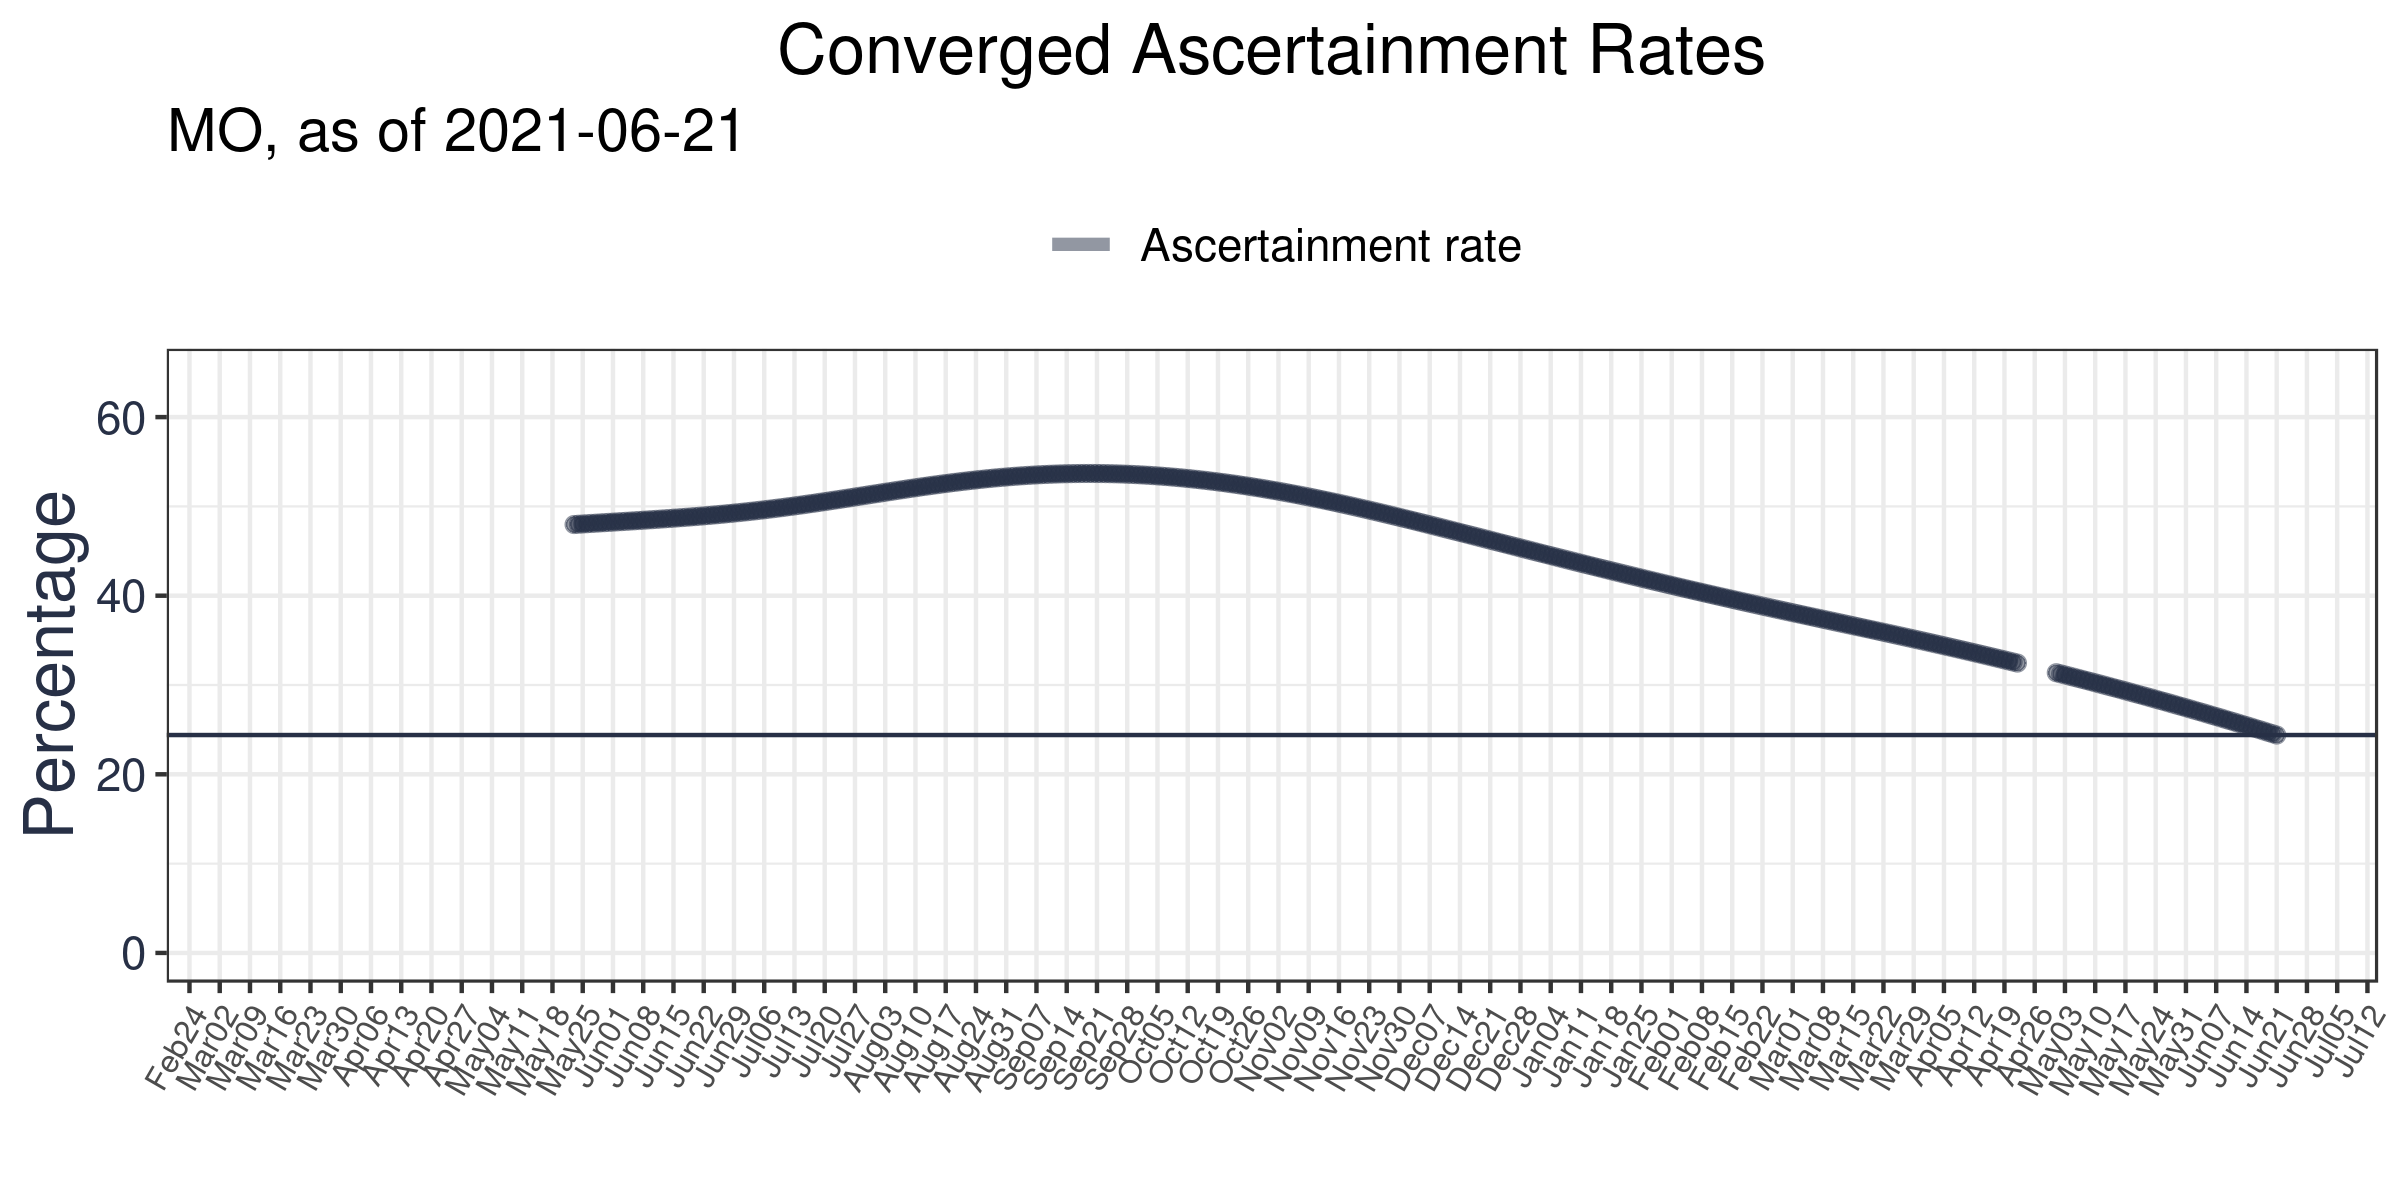 Converged Ascertainment Rates
MO, as of 2021-06-21
Ascertainment rate
Percentage
60
40
20
0
Feb24
Mar02
Mar09
Mar16
Mar23
Mar30
Apr06
Apr13
Apr20
Apr27
May04
May11
May18
May25
Jun01
Jun08
Jun15
Jun22
Jun29
Jul06
Jul13
Jul20
Jul27
Aug03
Aug10
Aug17
Aug24
Aug31
Sep07
Sep14
Sep21
Sep28
Oct05
Oct12
Oct19
Oct26
Nov02
Nov09
Nov16
Nov23
Nov30
Dec07
Dec14
Dec21
Dec28
Jan04
Jan11
Jan18
Jan25
Feb01
Feb08
Feb15
Feb22
Mar01
Mar08
Mar15
Mar22
Mar29
Apr05
Apr12
Apr19
Apr26
May03
May10
May17
May24
May31
Jun07
Jun14
Jun21
Jun28
Jul05
Jul12